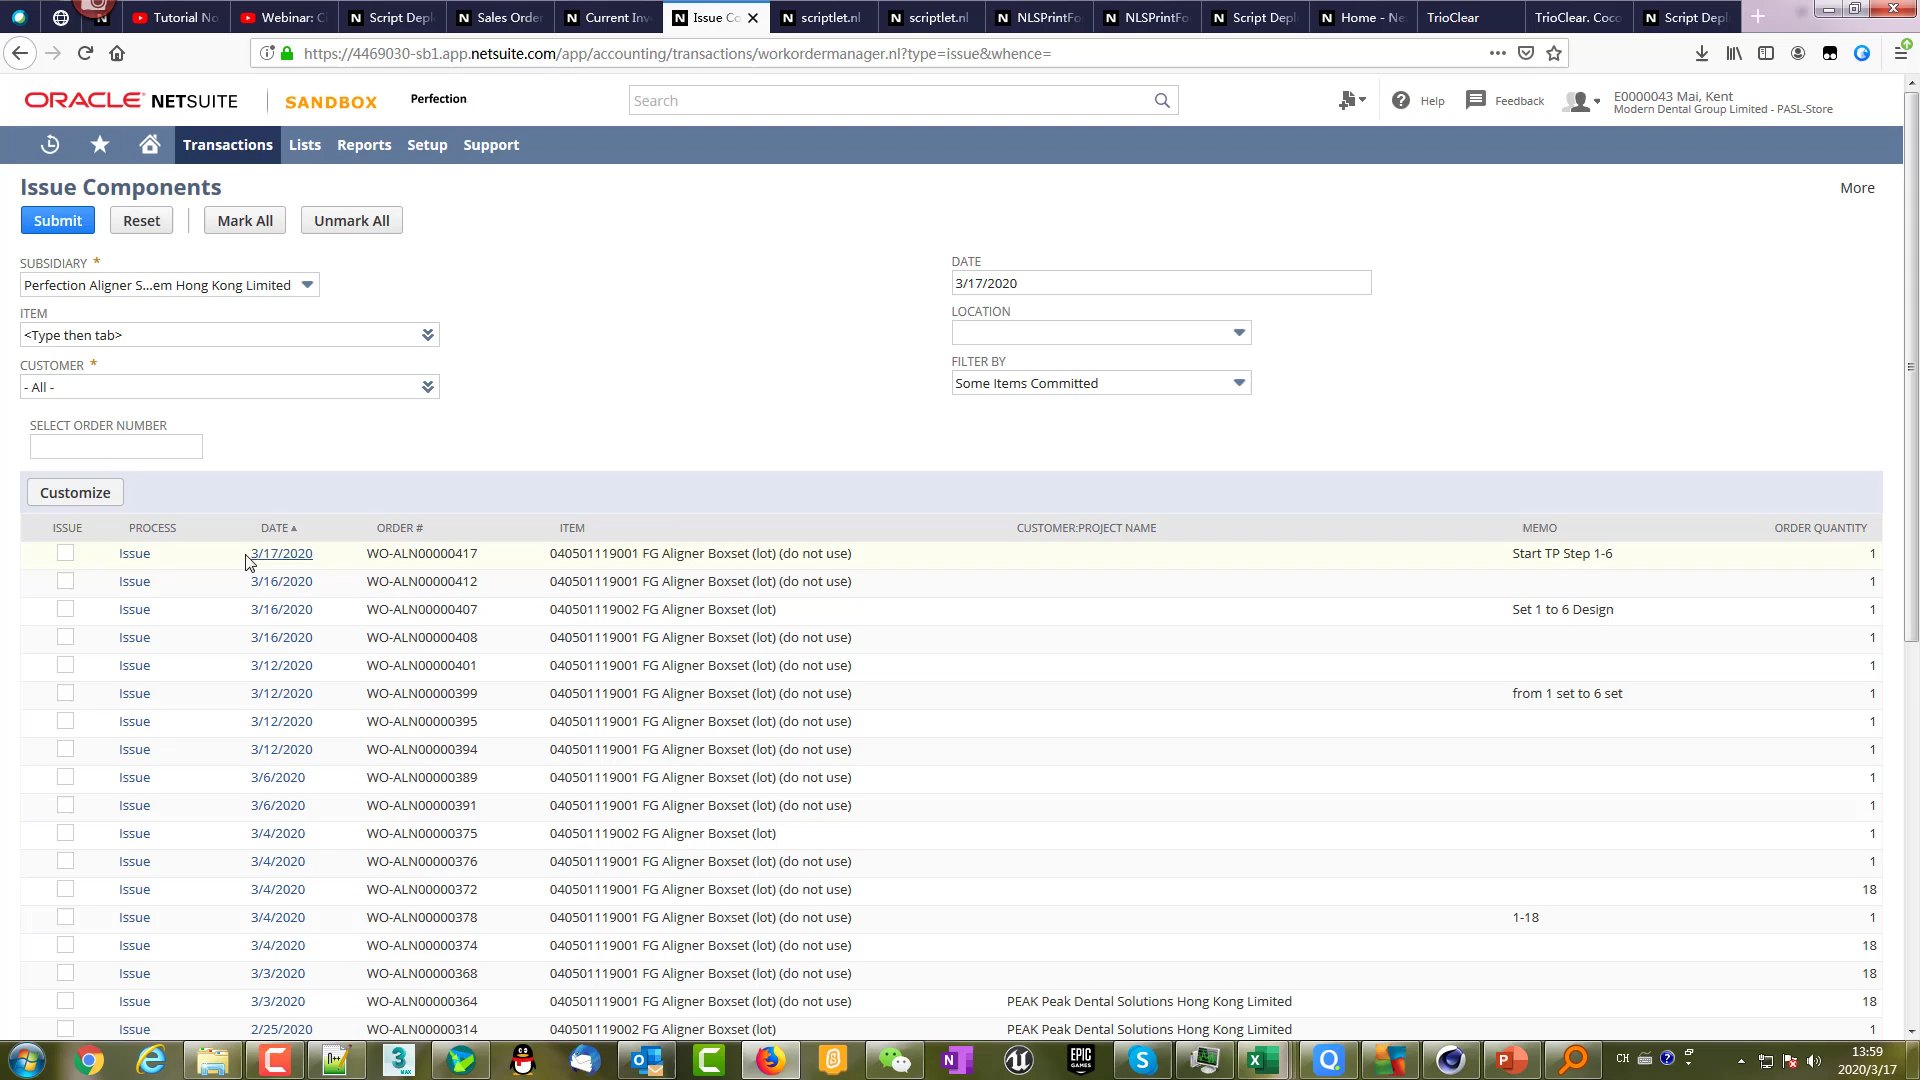 Tutorial No
Webinar: C
Script Depl
Sales Order
Current Inv
Issue Co
scriptlet.nl
scriptlet.nl
NLSPrintFo
NLSPrintFo
Script Depl
Home - Ne
TrioClear
TrioClear. Coco
Script Depl
https://4469030-sb1.app.netsuite.com/app/accounting/transactions/workordermanager.nl?type=issue&whence=
ORACLE NETSUITE
SANDBOX
Perfection
Search
Help
Feedback
E0000043 Mai, Kent
Modern Dental Group Limited - PASL-Store
Transactions Lists Reports Setup Support
Issue Components
More
Submit Reset Mark All Unmark All
SUBSIDIARY *
Perfection Aligner S...em Hong Kong Limited
ITEM
<Type then tab>
CUSTOMER *
- All -
DATE
3/17/2020
LOCATION
FILTER BY
Some Items Committed
SELECT ORDER NUMBER
Customize
ISSUE PROCESS DATE ORDER # ITEM CUSTOMER:PROJECT NAME MEMO ORDER QUANTITY
Issue 3/17/2020 WO-ALN00000417 040501119001 FG Aligner Boxset (lot) (do not use) Start TP Step 1-6 1
Issue 3/16/2020 WO-ALN00000412 040501119001 FG Aligner Boxset (lot) (do not use) 1
Issue 3/16/2020 WO-ALN00000407 040501119002 FG Aligner Boxset (lot) Set 1 to 6 Design 1
Issue 3/16/2020 WO-ALN00000408 040501119001 FG Aligner Boxset (lot) (do not use) 1
Issue 3/12/2020 WO-ALN00000401 040501119001 FG Aligner Boxset (lot) (do not use) 1
Issue 3/12/2020 WO-ALN00000399 040501119001 FG Aligner Boxset (lot) (do not use) from 1 set to 6 set 1
Issue 3/12/2020 WO-ALN00000395 040501119001 FG Aligner Boxset (lot) (do not use) 1
Issue 3/12/2020 WO-ALN00000394 040501119001 FG Aligner Boxset (lot) (do not use) 1
Issue 3/6/2020 WO-ALN00000389 040501119001 FG Aligner Boxset (lot) (do not use) 1
Issue 3/6/2020 WO-ALN00000391 040501119001 FG Aligner Boxset (lot) (do not use) 1
Issue 3/4/2020 WO-ALN00000375 040501119002 FG Aligner Boxset (lot) 1
Issue 3/4/2020 WO-ALN00000376 040501119001 FG Aligner Boxset (lot) (do not use) 1
Issue 3/4/2020 WO-ALN00000372 040501119001 FG Aligner Boxset (lot) (do not use) 18
Issue 3/4/2020 WO-ALN00000378 040501119001 FG Aligner Boxset (lot) (do not use) 1-18 1
Issue 3/4/2020 WO-ALN00000374 040501119001 FG Aligner Boxset (lot) (do not use) 18
Issue 3/3/2020 WO-ALN00000368 040501119001 FG Aligner Boxset (lot) (do not use) 18
Issue 3/3/2020 WO-ALN00000364 040501119001 FG Aligner Boxset (lot) (do not use) PEAK Peak Dental Solutions Hong Kong Limited 18
Issue 2/25/2020 WO-ALN00000314 040501119002 FG Aligner Boxset (lot) PEAK Peak Dental Solutions Hong Kong Limited 1
EPIC GAMES
CH
13:59
2020/3/17